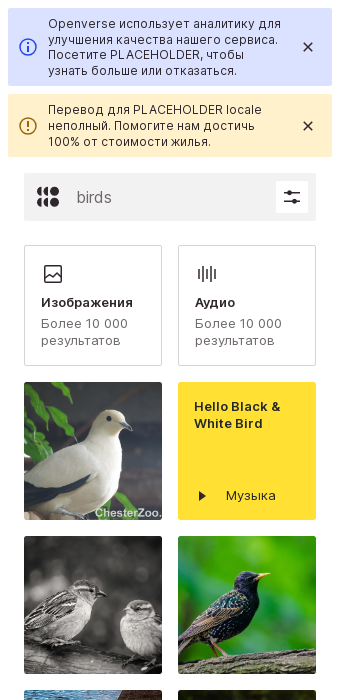 Openverse использует аналитику для
улучшения качества нашего сервиса.
Посетите PLACEHOLDER, чтобы
узнать больше или отказаться.
Перевод для PLACEHOLDER locale
неполный. Помогите нам достичь
100% от стоимости жилья.
birds
Изображения
Более 10 000
результатов
Аудио
Более 10 000
результатов
ChesterZoo.
Hello Black &
White Bird
Музыка